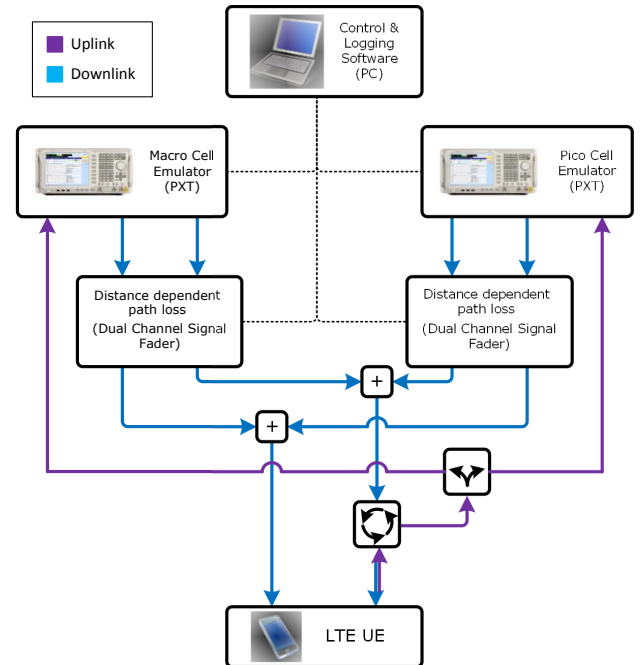 Uplink
Downlink
Control &
Logging
Software
(PC)
Macro Cell
Emulator
(PXT)
Pico Cell
Emulator
(PXT)
Distance dependent
path loss
(Dual Channel Signal
Fader)
Distance dependent
path loss
(Dual Channel Signal
Fader)
+
+
LTE UE